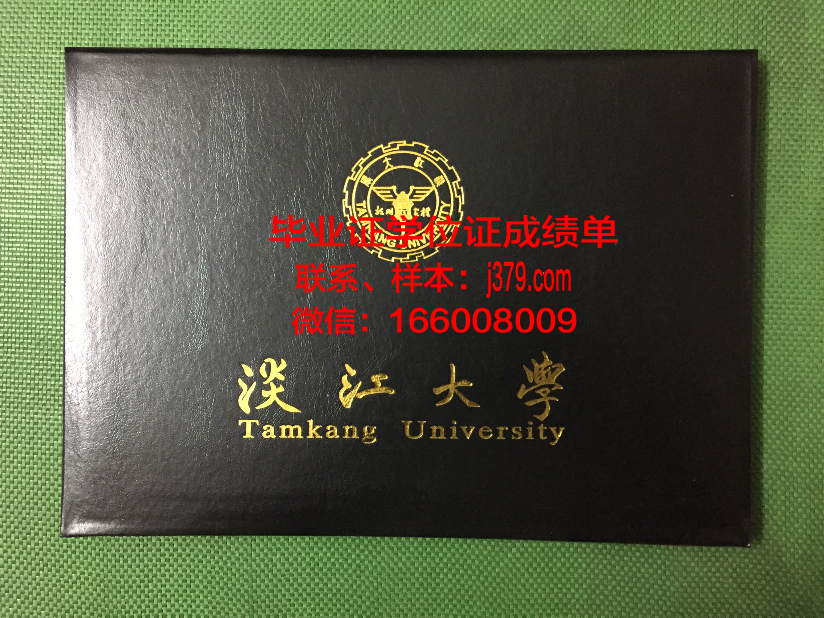 毕业证学位证成绩单
联系、样本：j379.com
微信：166008009
淡江大學
Tamkang University